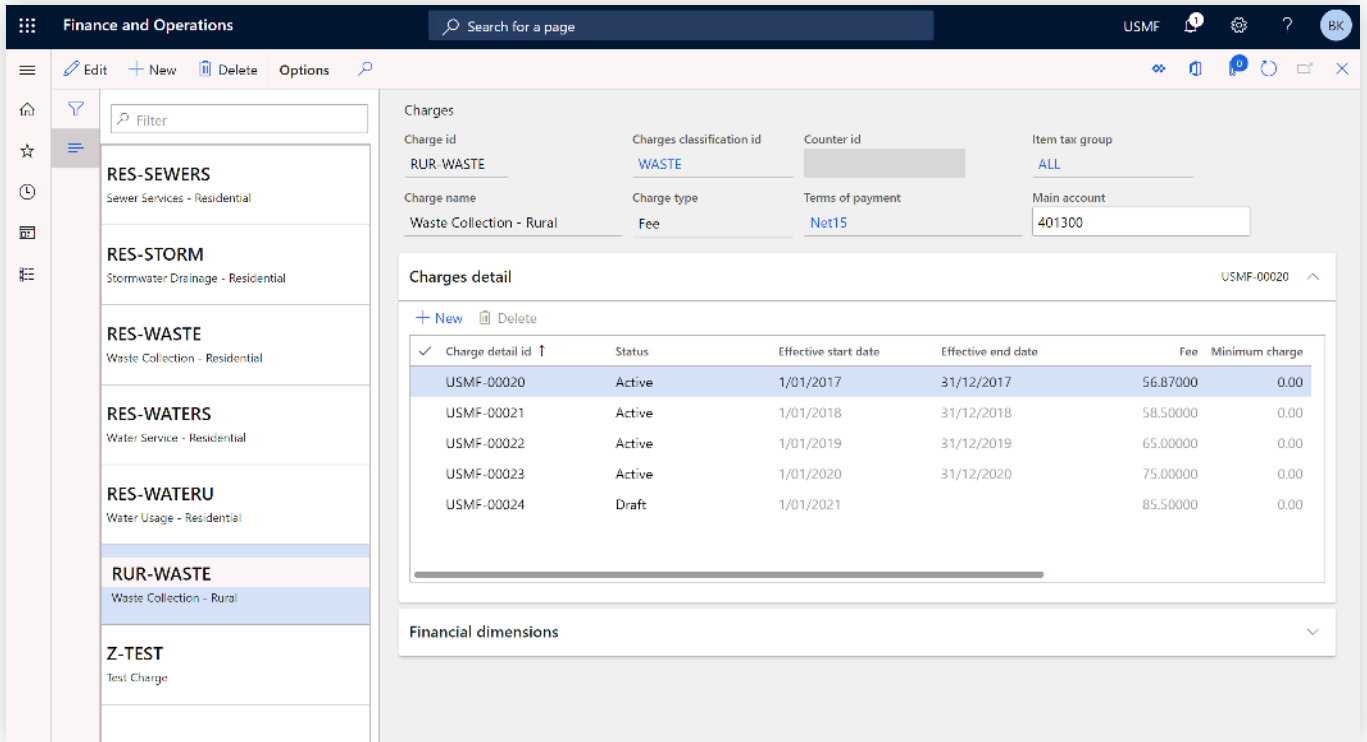 Finance and Operations
Search for a page
USMF
1
?
BK
Edit
New
Delete
Options
0
Filter
RES-SEWERS
Sewer Services - Residential
RES-STORM
Stormwater Drainage - Residential
RES-WASTE
Waste Collection - Residential
RES-WATERS
Water Service - Residential
RES-WATERU
Water Usage - Residential
RUR-WASTE
Waste Collection - Rural
Z-TEST
Test Charge
Charges
Charge id Charges classification id Counter id Item tax group
RUR-WASTE WASTE ALL
Charge name Charge type Terms of payment Main account
Waste Collection - Rural Fee Net15 401300
Charges detail USMF-00020
New Delete
Charge detail id ↑ Status Effective start date Effective end date Fee Minimum charge
USMF-00020 Active 1/01/2017 31/12/2017 56.87000 0.00
USMF-00021 Active 1/01/2018 31/12/2018 58.50000 0.00
USMF-00022 Active 1/01/2019 31/12/2019 65.00000 0.00
USMF-00023 Active 1/01/2020 31/12/2020 75.00000 0.00
USMF-00024 Draft 1/01/2021 85.50000 0.00
Financial dimensions